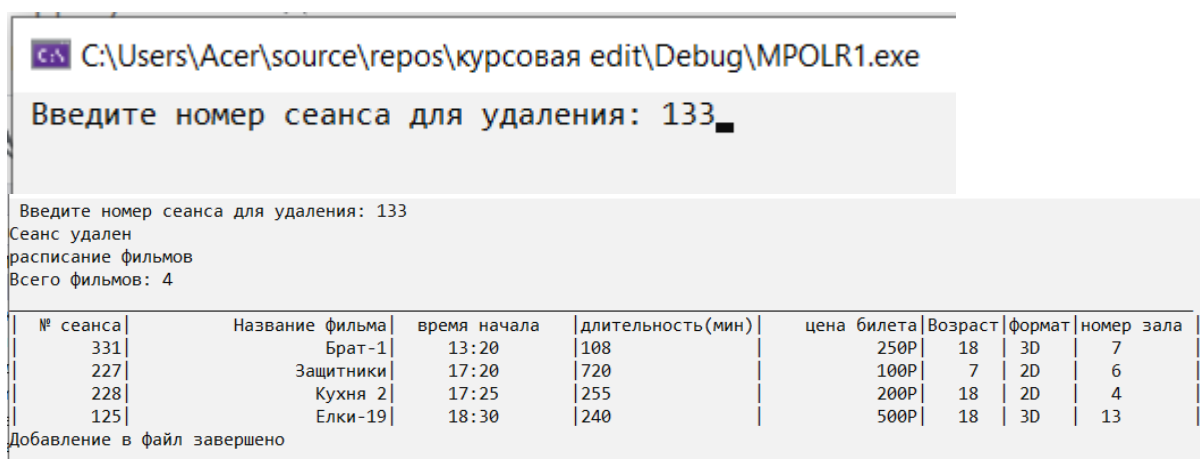 C:\Users\Acer\source\repos\курсовая edit\Debug\MPOLR1.exe
Введите номер сеанса для удаления: 133
Введите номер сеанса для удаления: 133
Сеанс удален
расписание фильмов
Всего фильмов: 4
| № сеанса| Название фильма| время начала |длительность(мин)| цена билета|Возраст|формат|номер зала |
| 331| Брат-1| 13:20 |108 | 250Р| 18 | 3D | 7 |
| 227| Защитники| 17:20 |720 | 100Р| 7 | 2D | 6 |
| 228| Кухня 2| 17:25 |255 | 200Р| 18 | 2D | 4 |
| 125| Елки-19| 18:30 |240 | 500Р| 18 | 3D | 13 |
Добавление в файл завершено